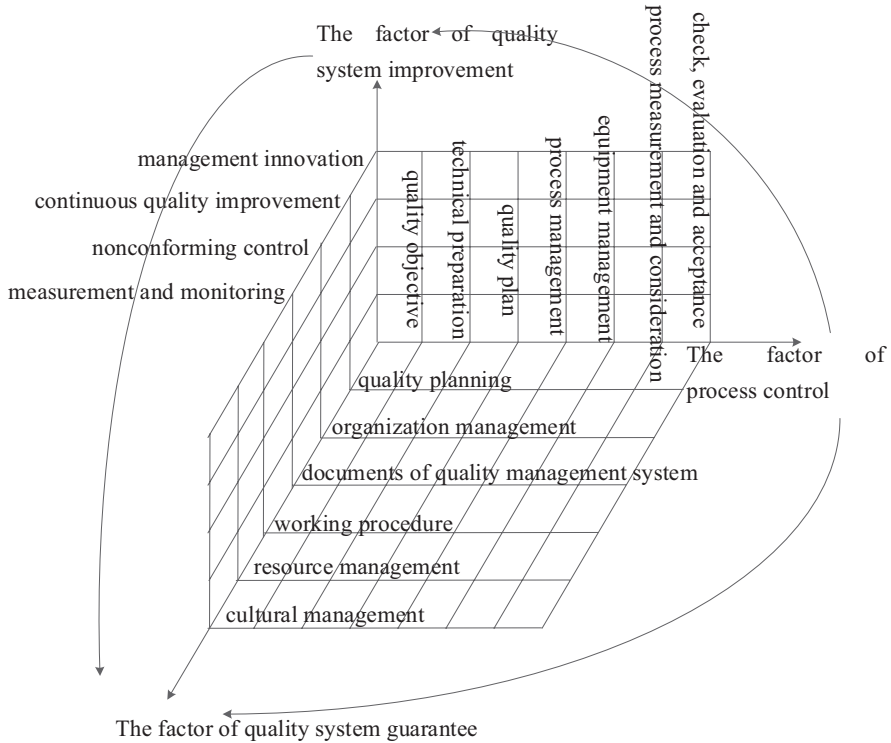 The factor of quality
system improvement
management innovation
continuous quality improvement
nonconforming control
measurement and monitoring
quality objective
technical preparation
quality plan
process management
equipment management
process measurement and consideration
check, evaluation and acceptance
The factor of
process control
quality planning
organization management
documents of quality management system
working procedure
resource management
cultural management
The factor of quality system guarantee